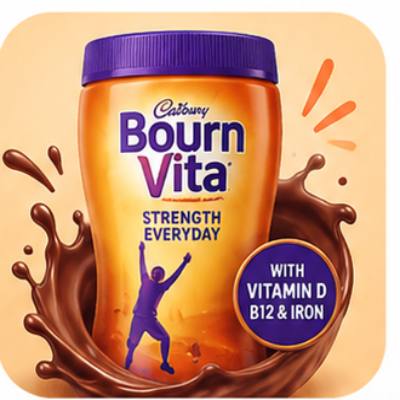 Cadbury
Bourn
Vita
STRENGTH
EVERYDAY
WITH
VITAMIN D
B12 & IRON